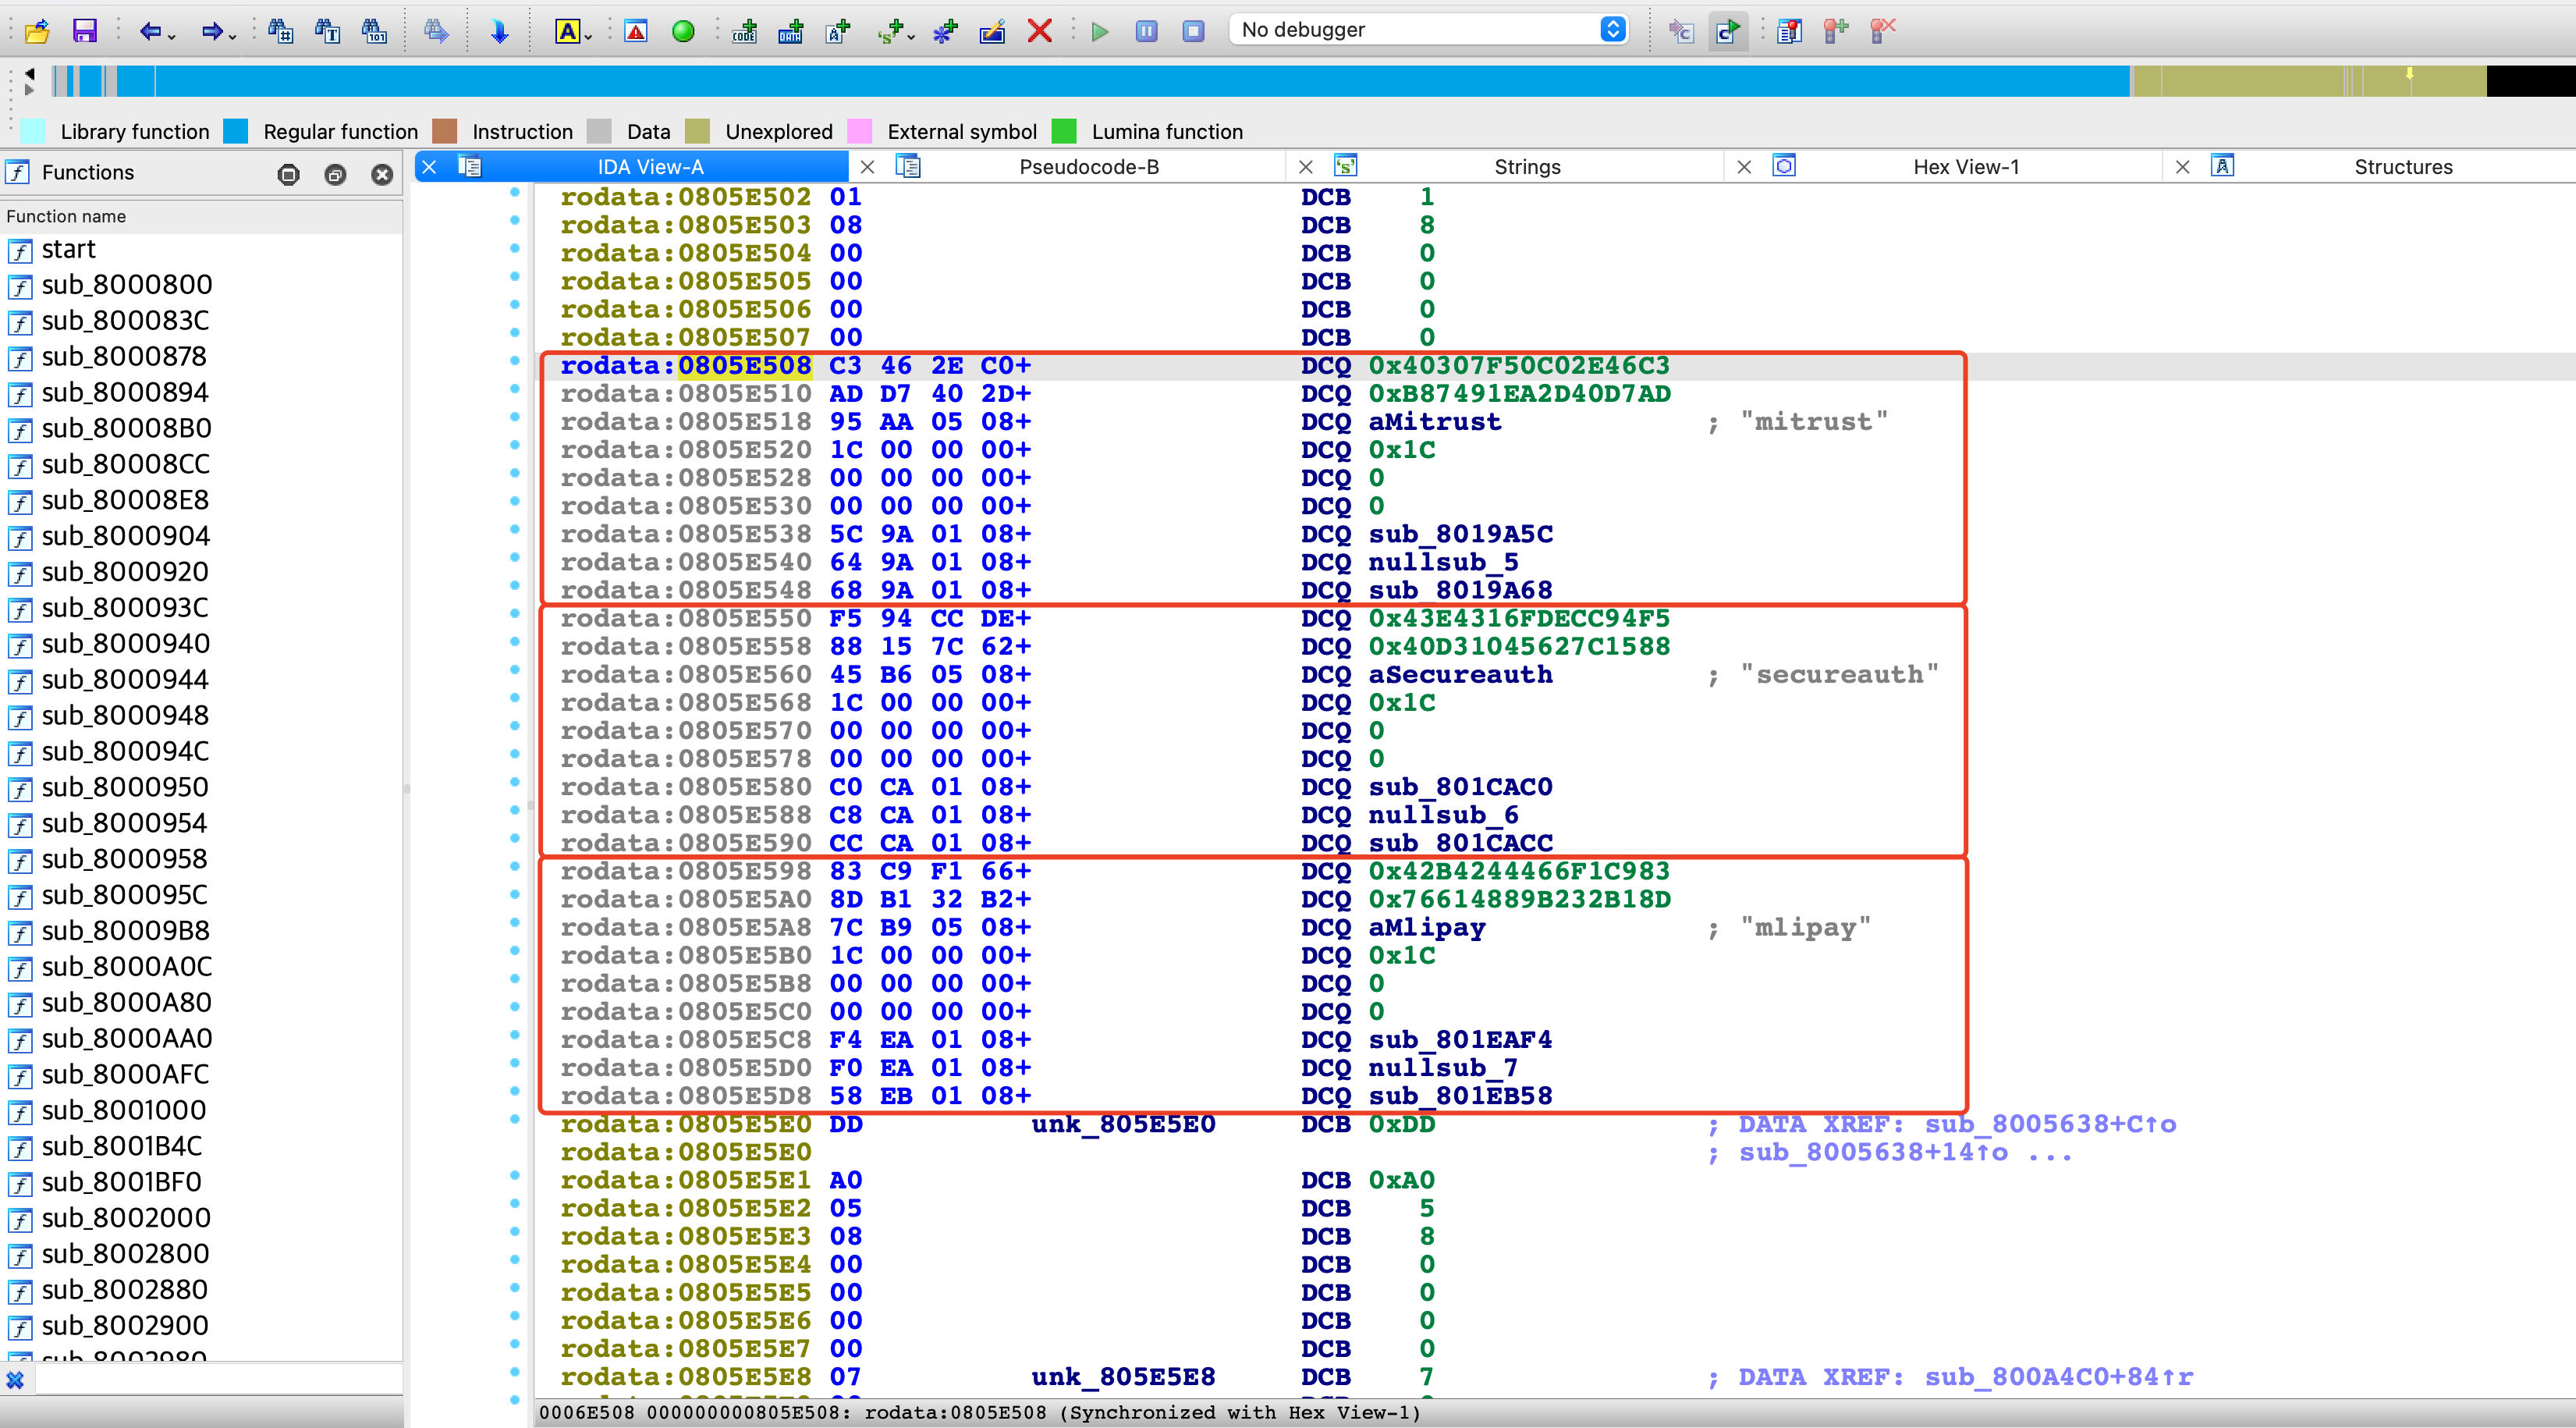 No debugger
Library function Regular function Instruction Data Unexplored External symbol Lumina function
Functions
IDA View-A Pseudocode-B Strings Hex View-1 Structures
Function name
start
sub_8000800
sub_800083C
sub_8000878
sub_8000894
sub_80008B0
sub_80008CC
sub_80008E8
sub_8000904
sub_8000920
sub_800093C
sub_8000940
sub_8000944
sub_8000948
sub_800094C
sub_8000950
sub_8000954
sub_8000958
sub_800095C
sub_80009B8
sub_8000A0C
sub_8000A80
sub_8000AA0
sub_8000AFC
sub_8001000
sub_8001B4C
sub_8001BF0
sub_8002000
sub_8002800
sub_8002880
sub_8002900
sub_8002980
rodata:0805E502 01 DCB 1
rodata:0805E503 08 DCB 8
rodata:0805E504 00 DCB 0
rodata:0805E505 00 DCB 0
rodata:0805E506 00 DCB 0
rodata:0805E507 00 DCB 0
rodata:0805E508 C3 46 2E C0+ DCQ 0x40307F50C02E46C3
rodata:0805E510 AD D7 40 2D+ DCQ 0xB87491EA2D40D7AD
rodata:0805E518 95 AA 05 08+ DCQ aMitrust ; "mitrust"
rodata:0805E520 1C 00 00 00+ DCQ 0x1C
rodata:0805E528 00 00 00 00+ DCQ 0
rodata:0805E530 00 00 00 00+ DCQ 0
rodata:0805E538 5C 9A 01 08+ DCQ sub_8019A5C
rodata:0805E540 64 9A 01 08+ DCQ nullsub_5
rodata:0805E548 68 9A 01 08+ DCQ sub_8019A68
rodata:0805E550 F5 94 CC DE+ DCQ 0x43E4316FDECC94F5
rodata:0805E558 88 15 7C 62+ DCQ 0x40D31045627C1588
rodata:0805E560 45 B6 05 08+ DCQ aSecureauth ; "secureauth"
rodata:0805E568 1C 00 00 00+ DCQ 0x1C
rodata:0805E570 00 00 00 00+ DCQ 0
rodata:0805E578 00 00 00 00+ DCQ 0
rodata:0805E580 C0 CA 01 08+ DCQ sub_801CAC0
rodata:0805E588 C8 CA 01 08+ DCQ nullsub_6
rodata:0805E590 CC CA 01 08+ DCQ sub_801CACC
rodata:0805E598 83 C9 F1 66+ DCQ 0x42B4244466F1C983
rodata:0805E5A0 8D B1 32 B2+ DCQ 0x76614889B232B18D
rodata:0805E5A8 7C B9 05 08+ DCQ aMlipay ; "mlipay"
rodata:0805E5B0 1C 00 00 00+ DCQ 0x1C
rodata:0805E5B8 00 00 00 00+ DCQ 0
rodata:0805E5C0 00 00 00 00+ DCQ 0
rodata:0805E5C8 F4 EA 01 08+ DCQ sub_801EAF4
rodata:0805E5D0 F0 EA 01 08+ DCQ nullsub_7
rodata:0805E5D8 58 EB 01 08+ DCQ sub_801EB58
rodata:0805E5E0 DD unk_805E5E0 DCB 0xDD ; DATA XREF: sub_8005638+C↑o
rodata:0805E5E0 ; sub_8005638+14↑o ...
rodata:0805E5E1 A0 DCB 0xA0
rodata:0805E5E2 05 DCB 5
rodata:0805E5E3 08 DCB 8
rodata:0805E5E4 00 DCB 0
rodata:0805E5E5 00 DCB 0
rodata:0805E5E6 00 DCB 0
rodata:0805E5E7 00 DCB 0
rodata:0805E5E8 07 unk_805E5E8 DCB 7 ; DATA XREF: sub_800A4C0+84↑r
0006E508 000000000805E508: rodata:0805E508 (Synchronized with Hex View-1)